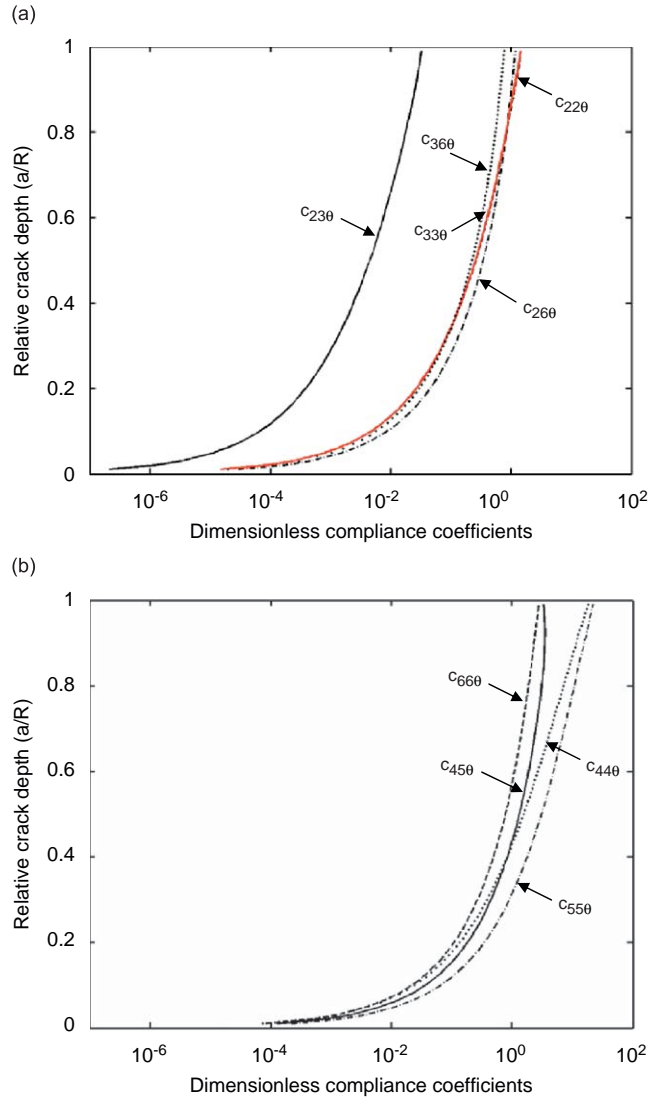 (a)
1
0.8
0.6
0.4
0.2
0
Relative crack depth (a/R)
c22θ
c36θ
c23θ
c33θ
c26θ
10-6
10-4
10-2
100
102
Dimensionless compliance coefficients
(b)
1
0.8
0.6
0.4
0.2
0
Relative crack depth (a/R)
c66θ
c45θ
c44θ
c55θ
10-6
10-4
10-2
100
102
Dimensionless compliance coefficients